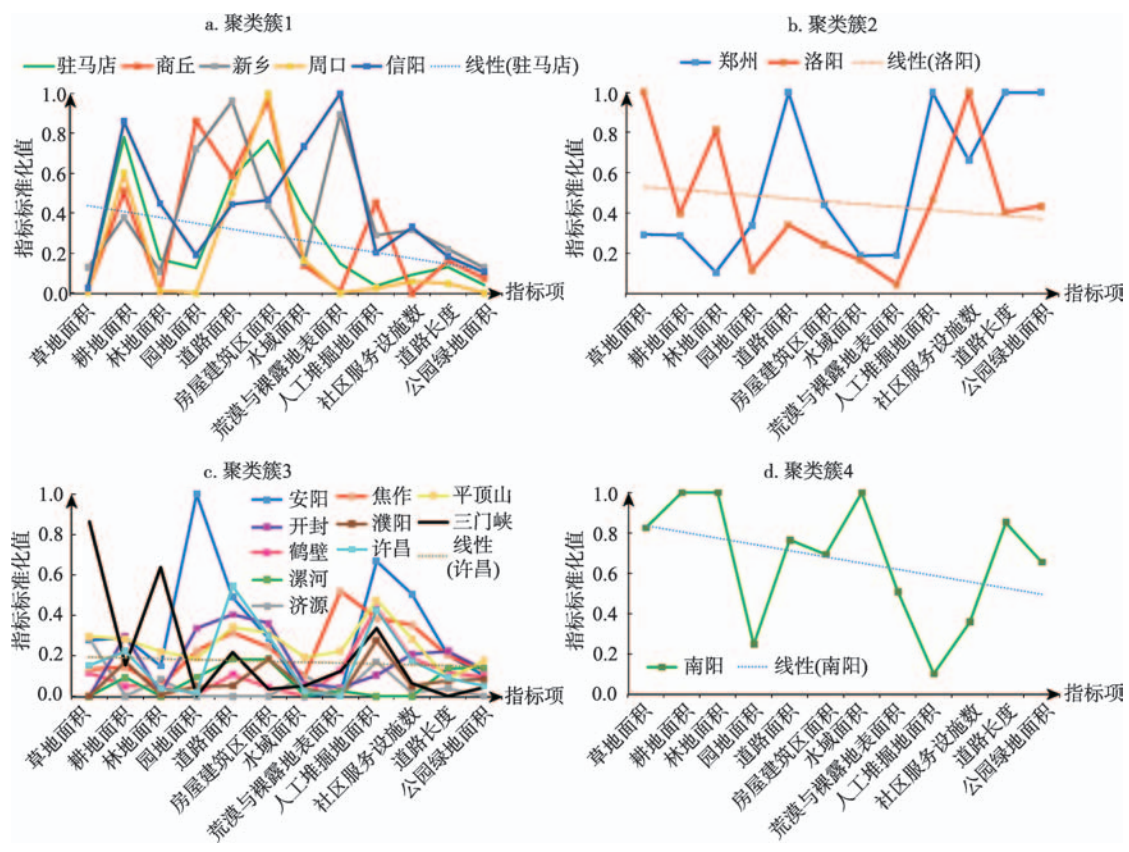 a. 聚类簇1
驻马店 商丘 新乡 周口 信阳 线性(驻马店)
指标标准化值
1.0
0.8
0.6
0.4
0.2
0.0
指标项
草地面积
耕地面积
林地面积
园地面积
道路面积
房屋建筑区面积
水域面积
荒漠与裸露地表面积
人工堆掘地面积
社区服务设施数
道路长度
公园绿地面积
b. 聚类簇2
郑州 洛阳 线性(洛阳)
指标标准化值
1.0
0.8
0.6
0.4
0.2
0.0
指标项
草地面积
耕地面积
林地面积
园地面积
道路面积
房屋建筑区面积
水域面积
荒漠与裸露地表面积
人工堆掘地面积
社区服务设施数
道路长度
公园绿地面积
c. 聚类簇3
安阳 焦作 平顶山
开封 濮阳 三门峡
鹤壁 许昌 线性
漯河 (许昌)
济源
指标标准化值
1.0
0.8
0.6
0.4
0.2
0.0
指标项
草地面积
耕地面积
林地面积
园地面积
道路面积
房屋建筑区面积
水域面积
荒漠与裸露地表面积
人工堆掘地面积
社区服务设施数
道路长度
公园绿地面积
d. 聚类簇4
指标标准化值
1.0
0.8
0.6
0.4
0.2
0.0
南阳 线性(南阳)
指标项
草地面积
耕地面积
林地面积
园地面积
道路面积
房屋建筑区面积
水域面积
荒漠与裸露地表面积
人工堆掘地面积
社区服务设施数
道路长度
公园绿地面积